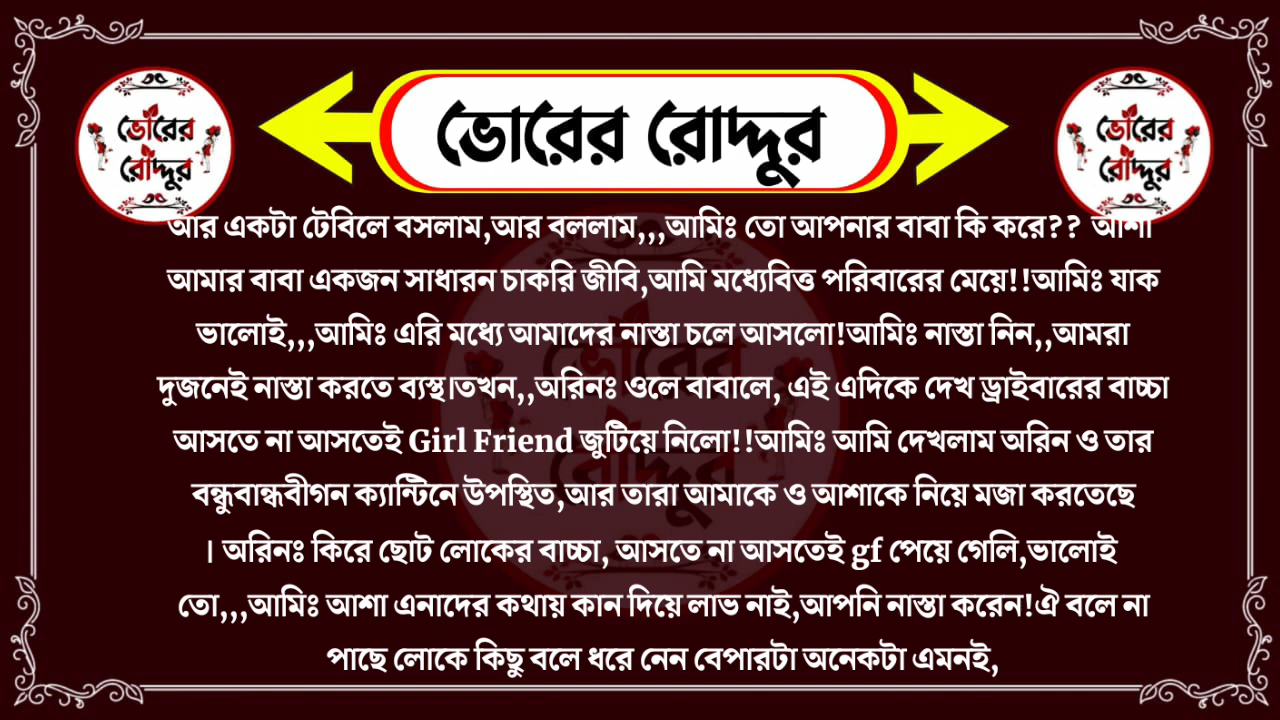 ভোরের রোদ্দুর
ভোরের
রোদ্দুর
ভোরের
রোদ্দুর
আর একটা টেবিলে বসলাম,আর বললাম,,,আমিঃ তো আপনার বাবা কি করে?? আশা
আমার বাবা একজন সাধারন চাকরি জীবি,আমি মধ্যেবিত্ত পরিবারের মেয়ে!!আমিঃ যাক
ভালোই,,,আমিঃ এরি মধ্যে আমাদের নাস্তা চলে আসলো!আমিঃ নাস্তা নিন,,আমরা
দুজনেই নাস্তা করতে ব্যস্থ।তখন,,অরিনঃ ওলে বাবালে, এই এদিকে দেখ ড্রাইবারের বাচ্চা
আসতে না আসতেই Girl Friend জুটিয়ে নিলো!!আমিঃ আমি দেখলাম অরিন ও তার
বন্ধুবান্ধবীগন ক্যান্টিনে উপস্থিত,আর তারা আমাকে ও আশাকে নিয়ে মজা করতেছে
। অরিনঃ কিরে ছোট লোকের বাচ্চা, আসতে না আসতেই gf পেয়ে গেলি,ভালোই
তো,,,আমিঃ আশা এনাদের কথায় কান দিয়ে লাভ নাই,আপনি নাস্তা করেন!ঐ বলে না
পাছে লোকে কিছু বলে ধরে নেন বেপারটা অনেকটা এমনই,
ভোরের
রোদ্দুর